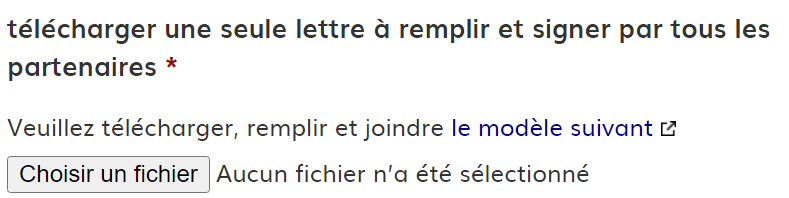 télécharger une seule lettre à remplir et signer par tous les
partenaires *
Veuillez télécharger, remplir et joindre le modèle suivant
Choisir un fichier Aucun fichier n'a été sélectionné